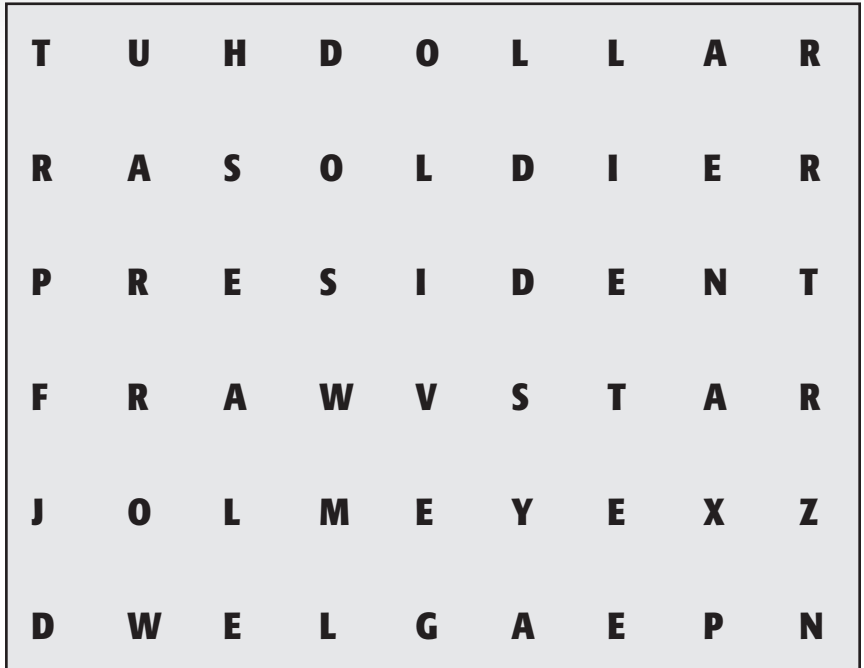 T U H D O L L A R
R A S O L D I E R
P R E S I D E N T
F R A W V S T A R
J O L M E Y E X Z
D W E L G A E P N